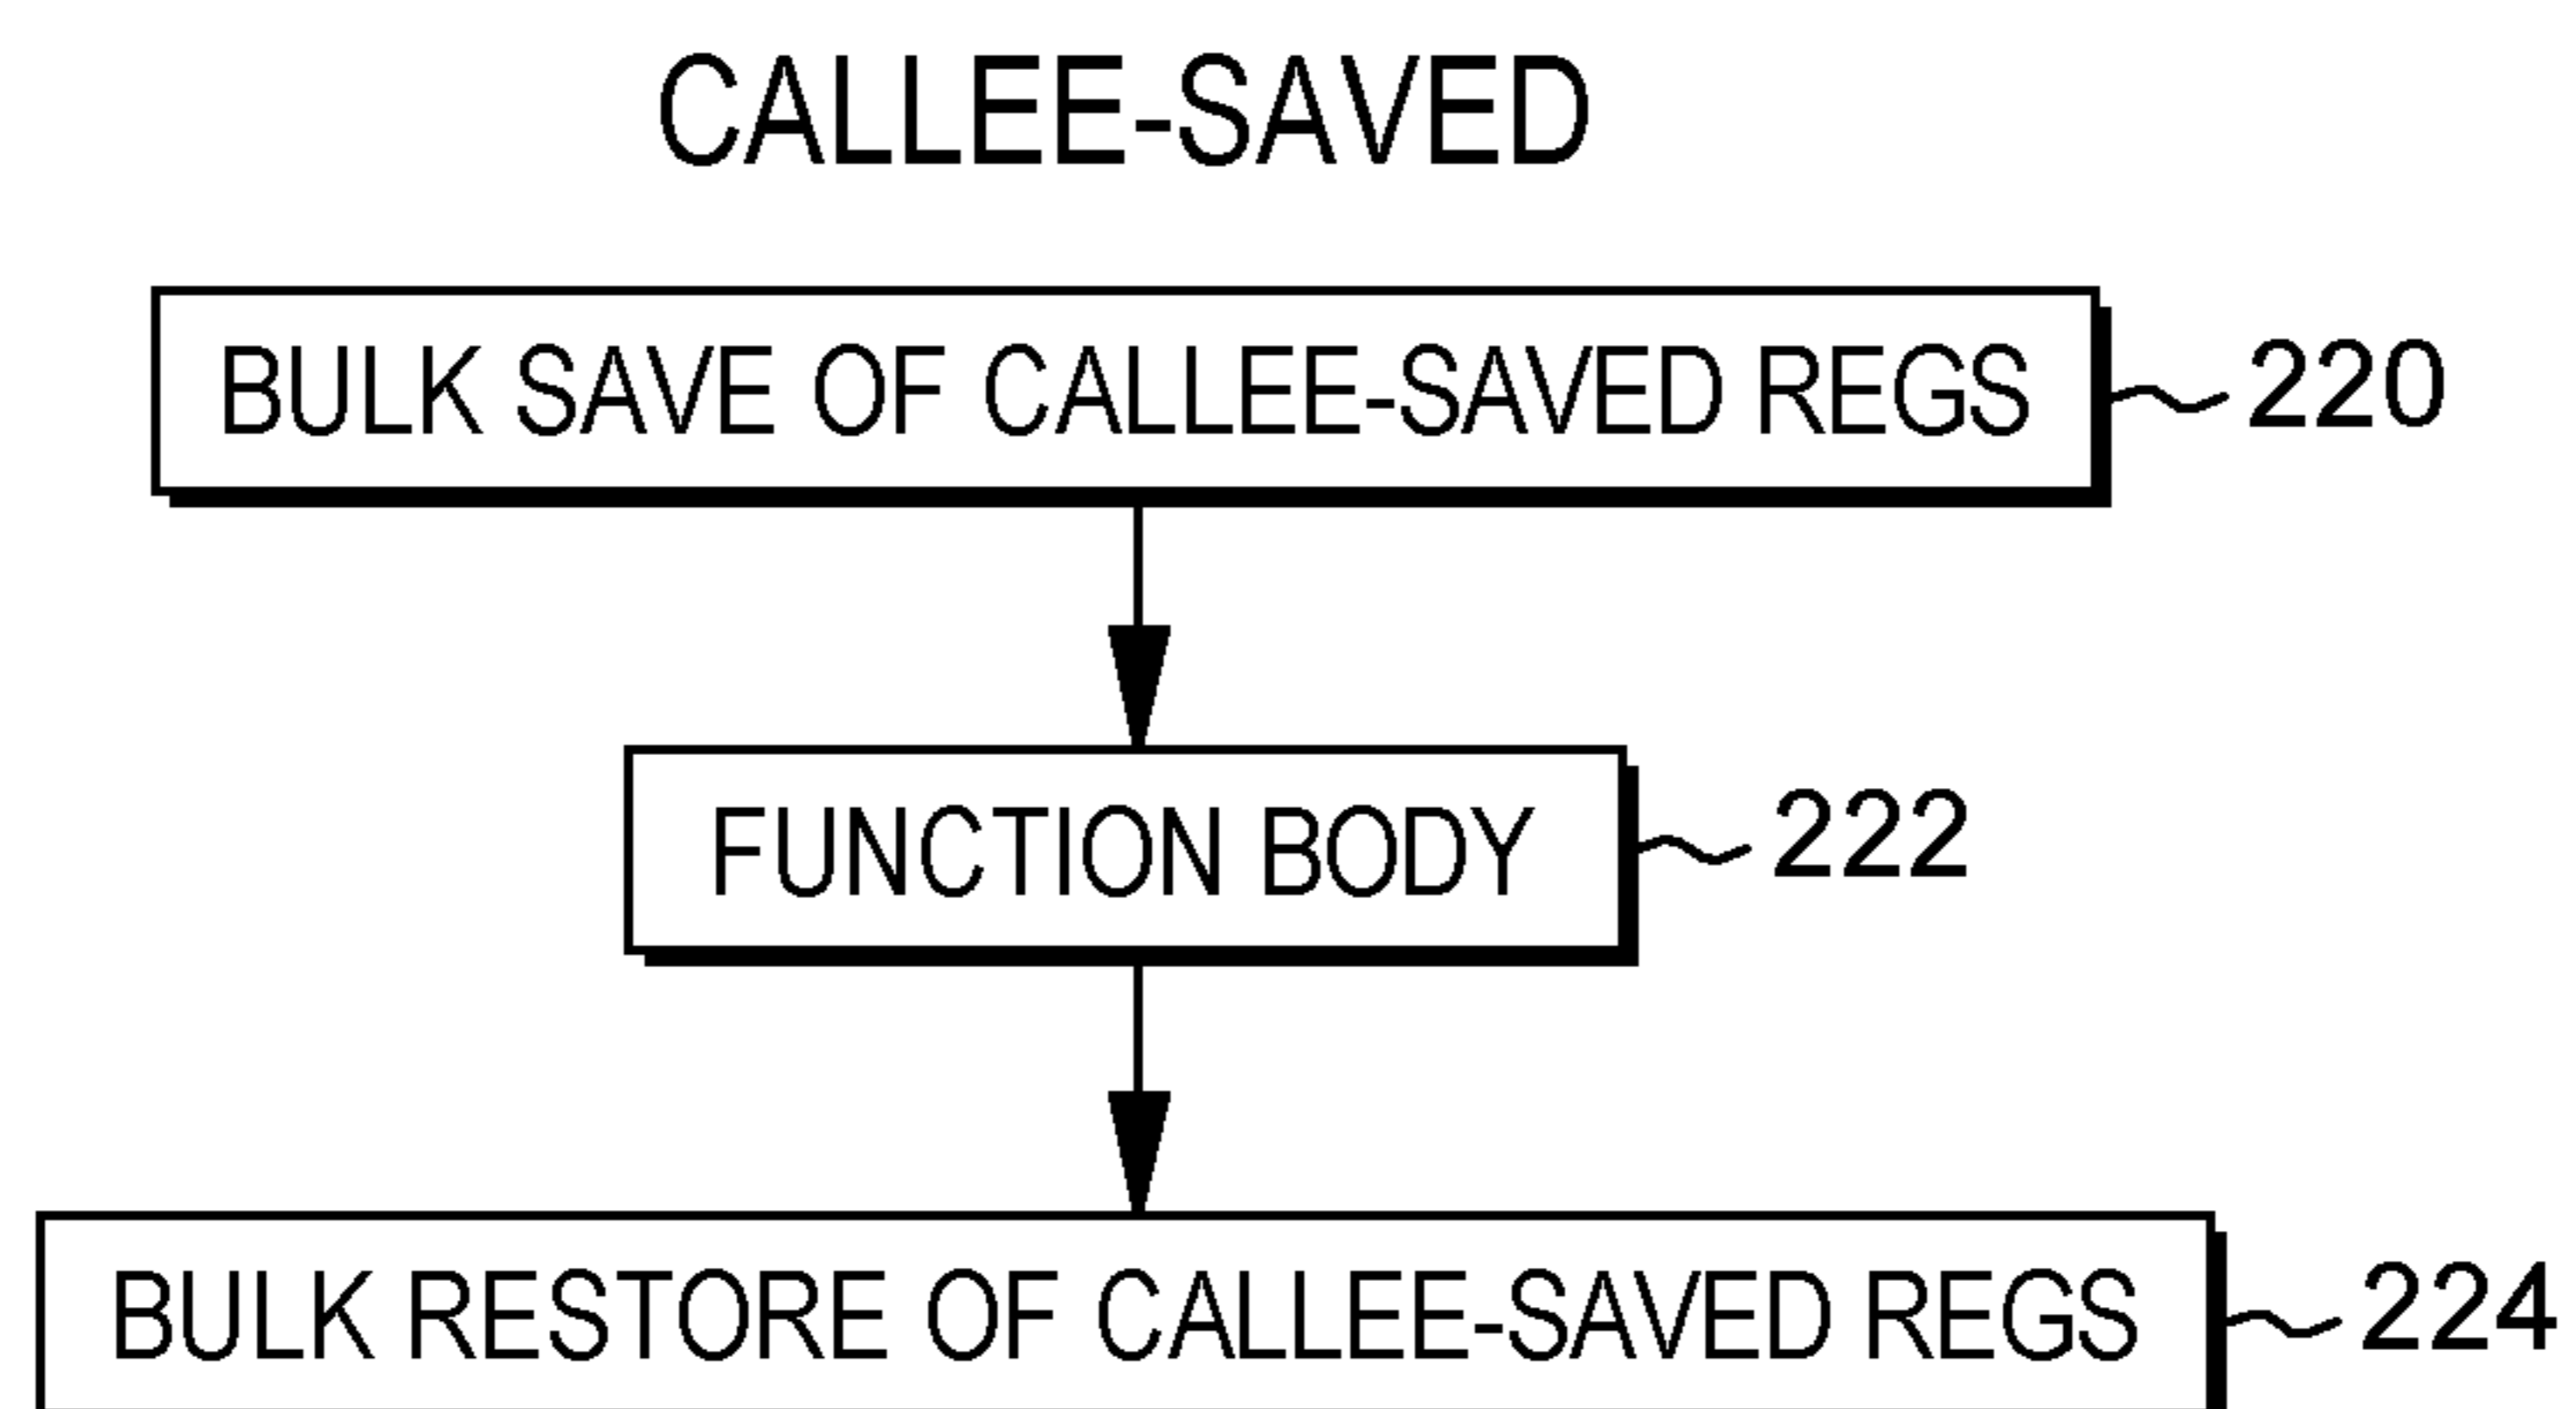 CALLEE-SAVED
BULK SAVE OF CALLEE-SAVED REGS 220
FUNCTION BODY 222
BULK RESTORE OF CALLEE-SAVED REGS 224